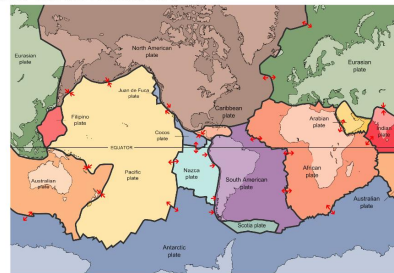 North American
plate
Eurasian
plate
Eurasian
plate
Juan de Fuca
plate
Caribbean
plate
Filipino
plate
Arabian
plate
Indian
plate
Cocos
plate
EQUATOR
Australian
plate
Pacific
plate
Nazca
plate
South American
plate
African
plate
Australian
plate
Scotia plate
Antarctic
plate